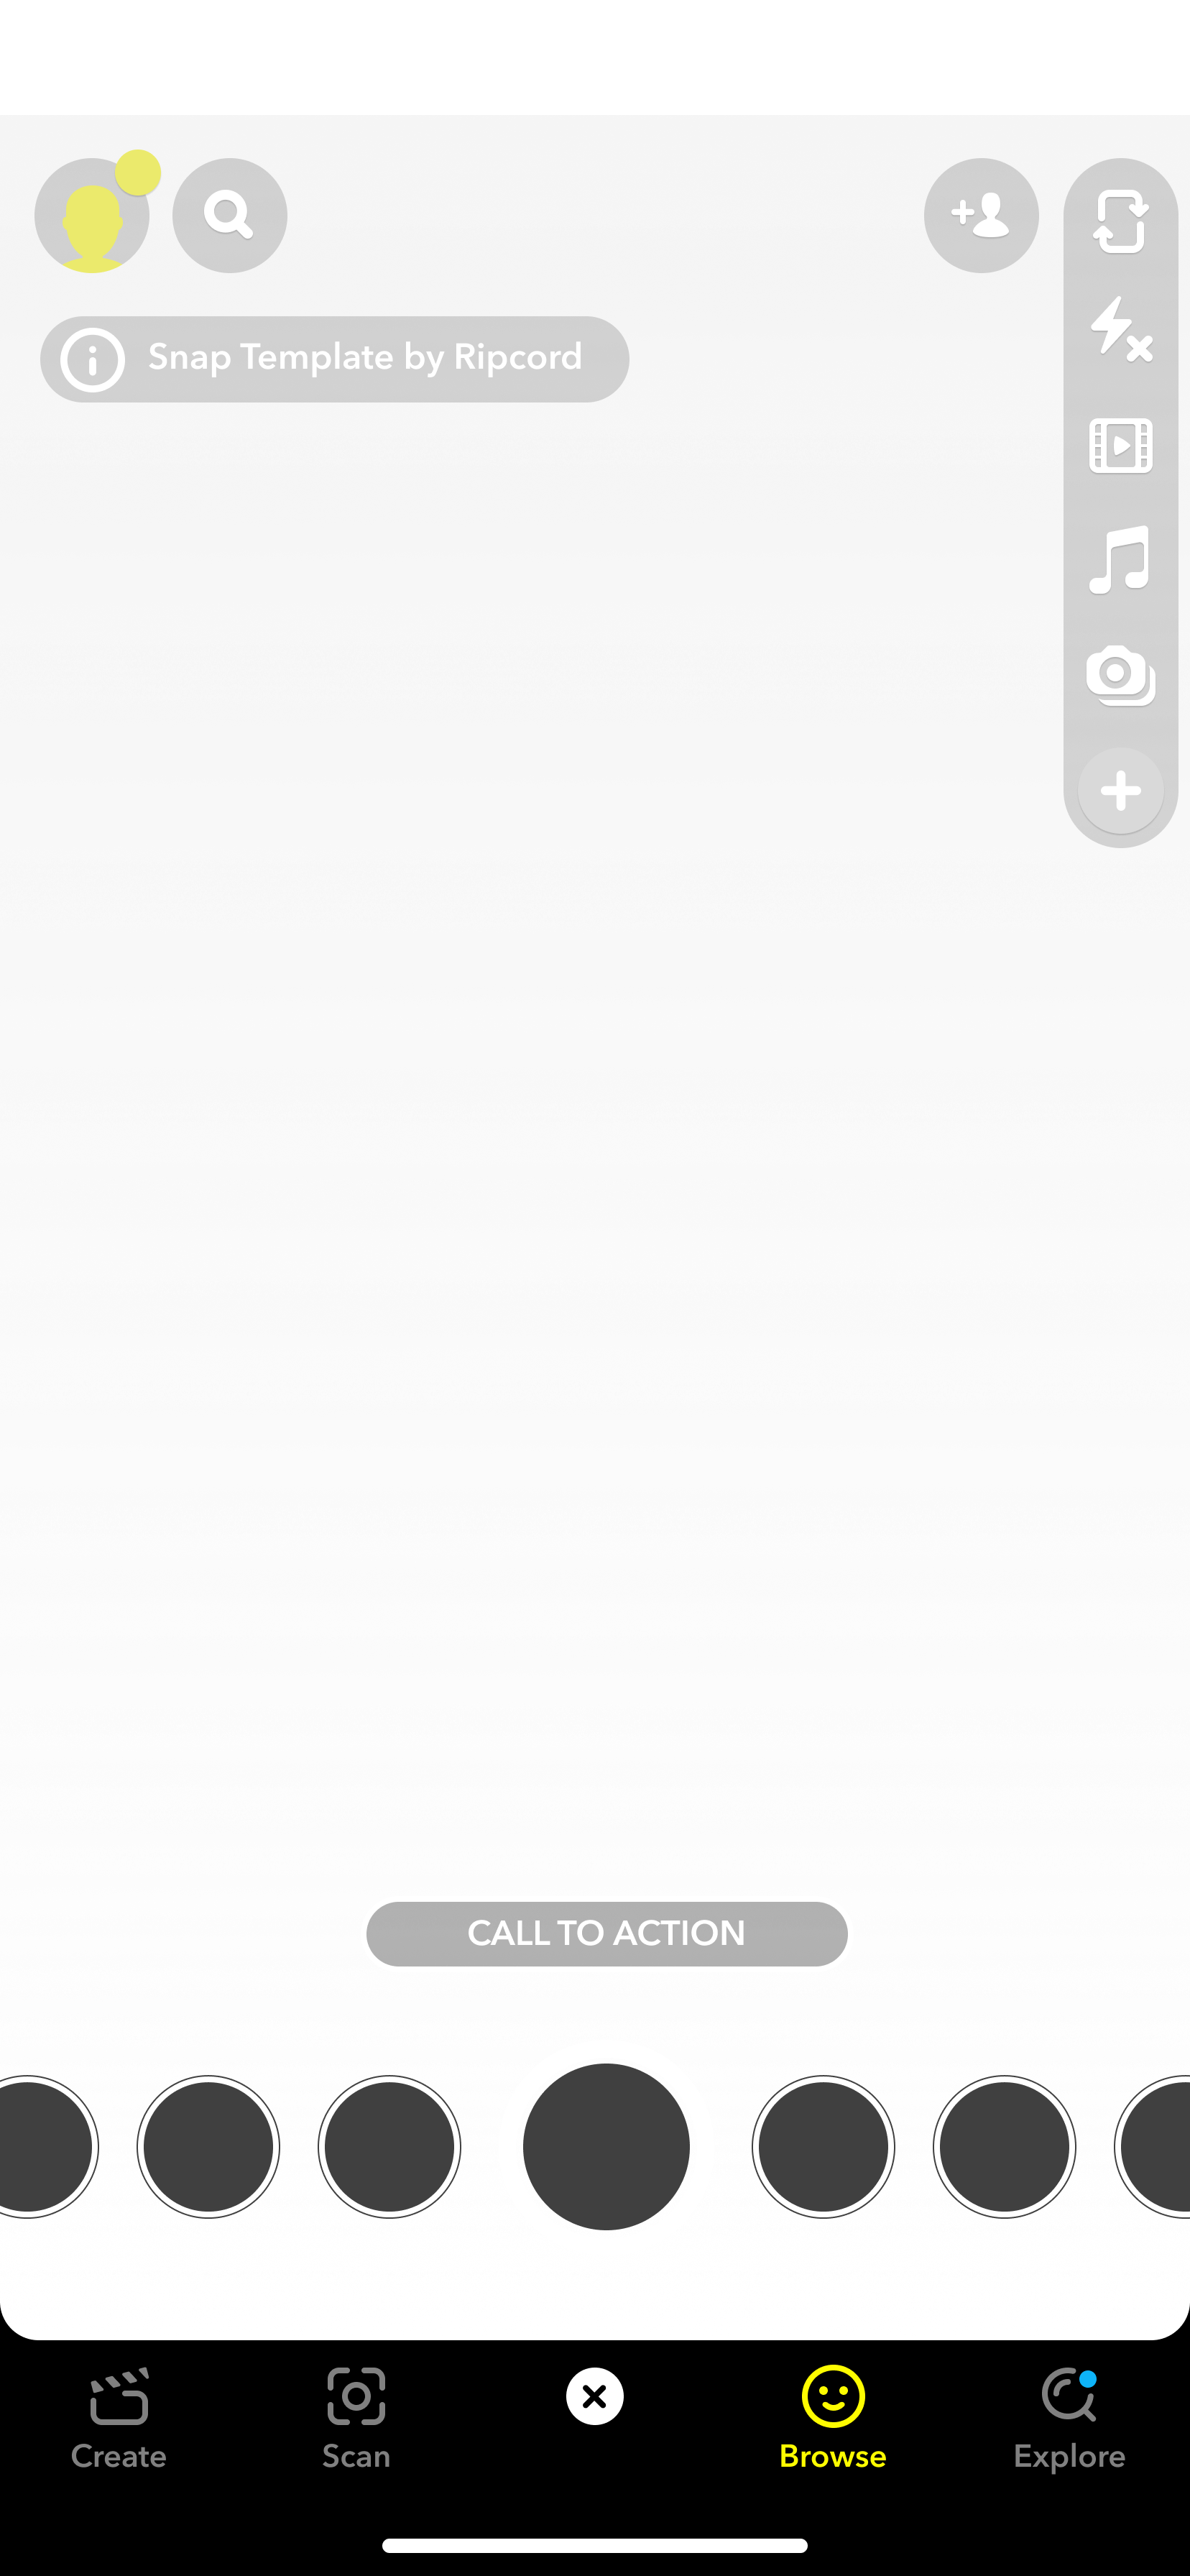 Snap Template by Ripcord
CALL TO ACTION
Create
Scan
Browse
Explore